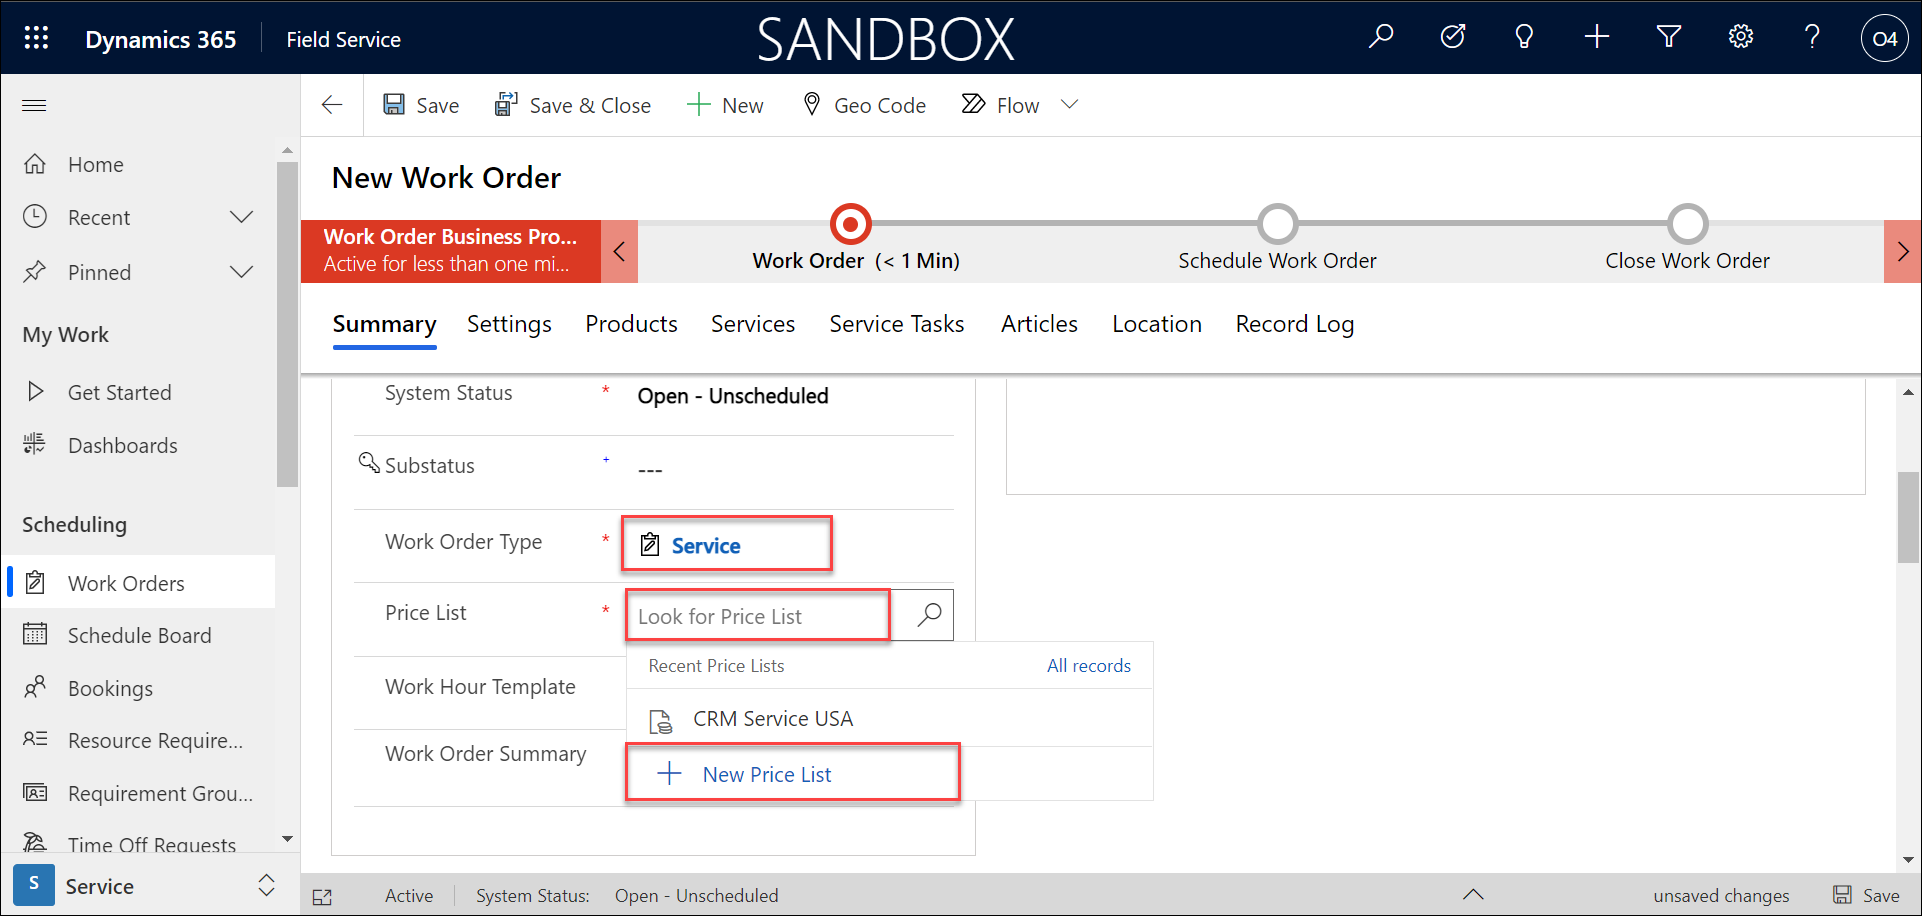 Dynamics 365
Field Service
SANDBOX
O4
Save
Save & Close
New
Geo Code
Flow
Home
Recent
Pinned
My Work
Get Started
Dashboards
Scheduling
Work Orders
Schedule Board
Bookings
Resource Require...
Requirement Grou...
Time Off Requests
S
Service
New Work Order
Work Order Business Pro...
Active for less than one mi...
Work Order (< 1 Min)
Schedule Work Order
Close Work Order
Summary
Settings
Products
Services
Service Tasks
Articles
Location
Record Log
System Status
*
Open - Unscheduled
Substatus
+
---
Work Order Type
*
Service
Price List
*
Look for Price List
Recent Price Lists
All records
CRM Service USA
New Price List
Work Hour Template
Work Order Summary
Active
System Status:
Open - Unscheduled
unsaved changes
Save